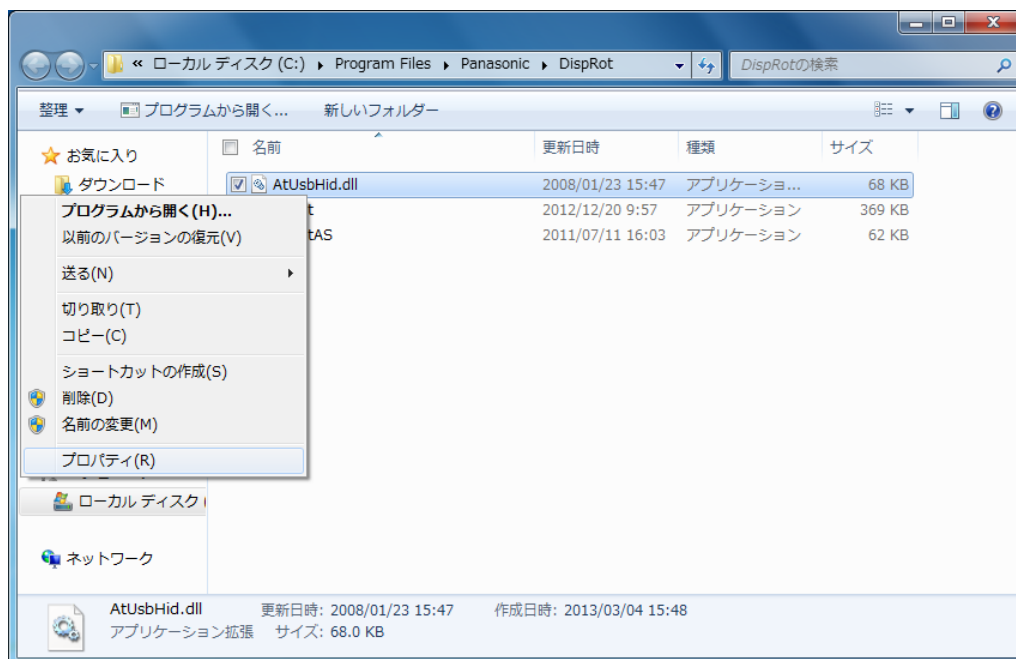 « ローカル ディスク (C:) ▸ Program Files ▸ Panasonic ▸ DispRot
DispRotの検索
整理 プログラムから開く... 新しいフォルダー
お気に入り
ダウンロード
名前 更新日時 種類 サイズ
AtUsbHid.dll 2008/01/23 15:47 アプリケーショ... 68 KB
t 2012/12/20 9:57 アプリケーション 369 KB
tAS 2011/07/11 16:03 アプリケーション 62 KB
プログラムから開く(H)...
以前のバージョンの復元(V)
送る(N)
切り取り(T)
コピー(C)
ショートカットの作成(S)
削除(D)
名前の変更(M)
プロパティ(R)
ローカル ディスク (
ネットワーク
AtUsbHid.dll 更新日時: 2008/01/23 15:47 作成日時: 2013/03/04 15:48
アプリケーション拡張 サイズ: 68.0 KB